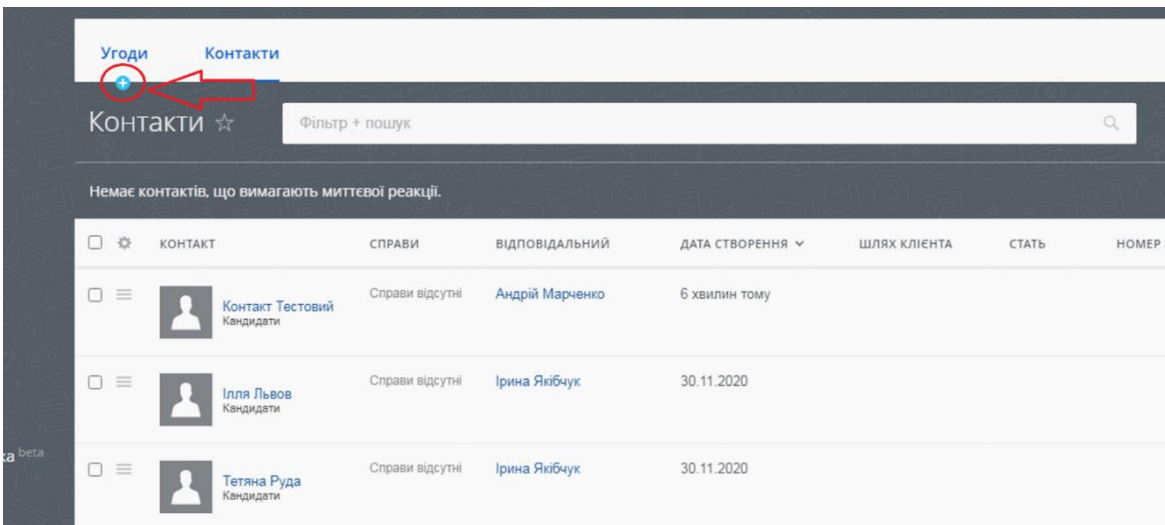 Угоди Контакти
Контакти
Фільтр + пошук
Немає контактів, що вимагають миттєвої реакції.
КОНТАКТ СПРАВИ ВІДПОВІДАЛЬНИЙ ДАТА СТВОРЕННЯ ШЛЯХ КЛІЄНТА СТАТЬ НОМЕР
Контакт Тестовий Справи відсутні Андрій Марченко 6 хвилин тому
Кандидати
Ілля Львов Справи відсутні Ірина Якібчук 30.11.2020
Кандидати
ка beta
Тетяна Руда Справи відсутні Ірина Якібчук 30.11.2020
Кандидати